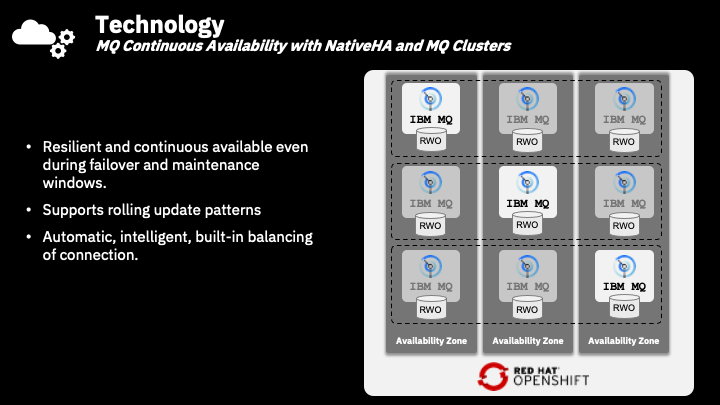 Technology
MQ Continuous Availability with NativeHA and MQ Clusters
• Resilient and continuous available even
during failover and maintenance
windows.
• Supports rolling update patterns
• Automatic, intelligent, built-in balancing
of connection.
IBM MQ IBM MQ IBM MQ
RWO RWO RWO
IBM MQ IBM MQ IBM MQ
RWO RWO RWO
IBM MQ IBM MQ IBM MQ
RWO RWO RWO
Availability Zone Availability Zone Availability Zone
RED HAT
OPENSHIFT